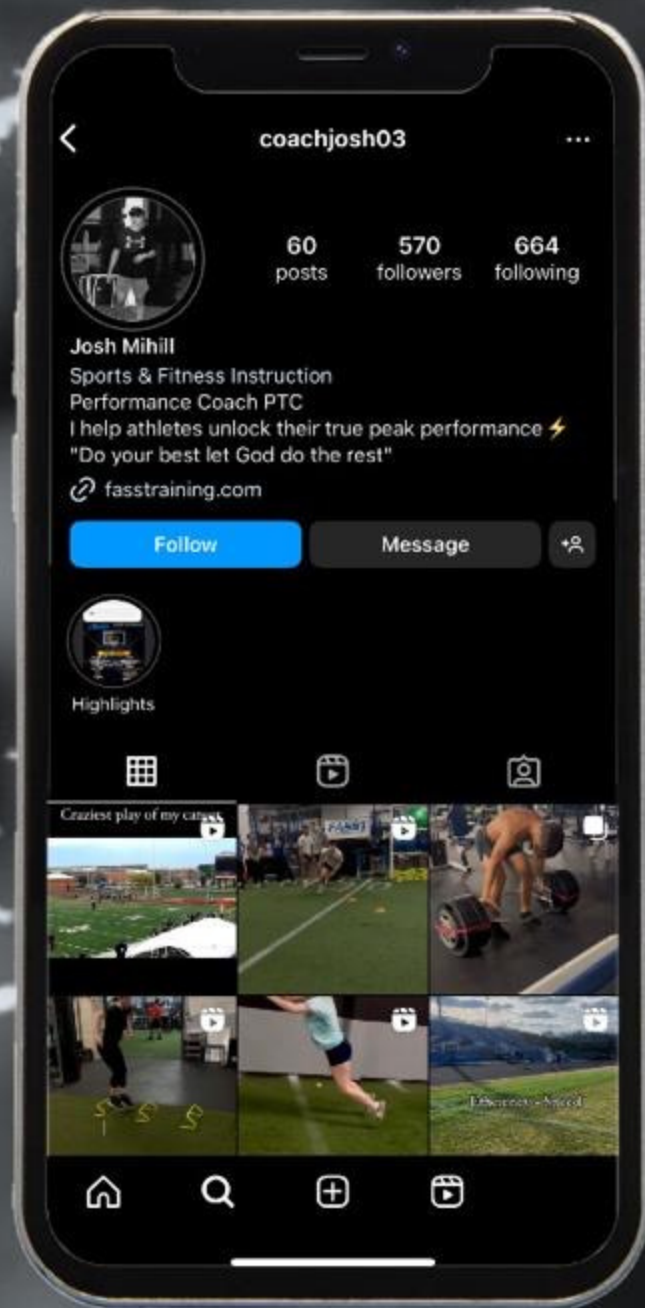 coachjosh03
60 570 664
posts followers following
Josh Mihill
Sports & Fitness Instruction
Performance Coach PTC
I help athletes unlock their true peak performance⚡
"Do your best let God do the rest"
fasstraining.com
Follow Message
Highlights
Craziest play of my career
Efficiency - Speed